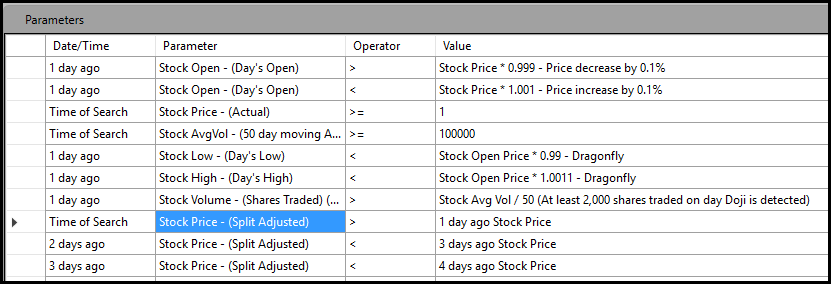 Parameters
Date/Time Parameter Operator Value
1 day ago Stock Open - (Day's Open) > Stock Price * 0.999 - Price decrease by 0.1%
1 day ago Stock Open - (Day's Open) < Stock Price * 1.001 - Price increase by 0.1%
Time of Search Stock Price - (Actual) >= 1
Time of Search Stock AvgVol - (50 day moving A... >= 100000
1 day ago Stock Low - (Day's Low) < Stock Open Price * 0.99 - Dragonfly
1 day ago Stock High - (Day's High) < Stock Open Price * 1.0011 - Dragonfly
1 day ago Stock Volume - (Shares Traded) (... > Stock Avg Vol / 50 (At least 2,000 shares traded on day Doji is detected)
Time of Search Stock Price - (Split Adjusted) > 1 day ago Stock Price
2 days ago Stock Price - (Split Adjusted) < 3 days ago Stock Price
3 days ago Stock Price - (Split Adjusted) < 4 days ago Stock Price